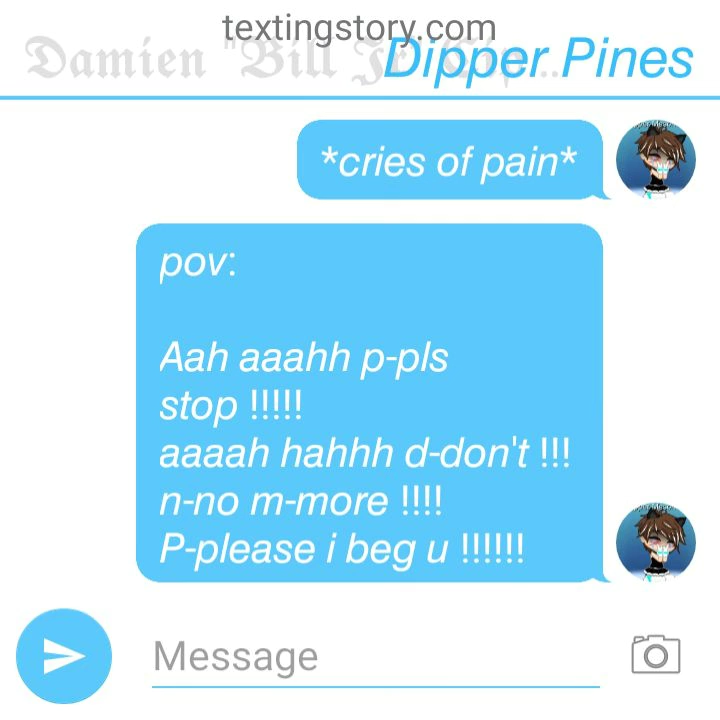 textingstory.com
Damien "Bill Jr
Dipper Pines
*cries of pain*
pov:
Aah aaahh p-pls
stop !!!!!
aaaah hahhh d-don't !!!
n-no m-more !!!!
P-please i beg u !!!!!!
Message